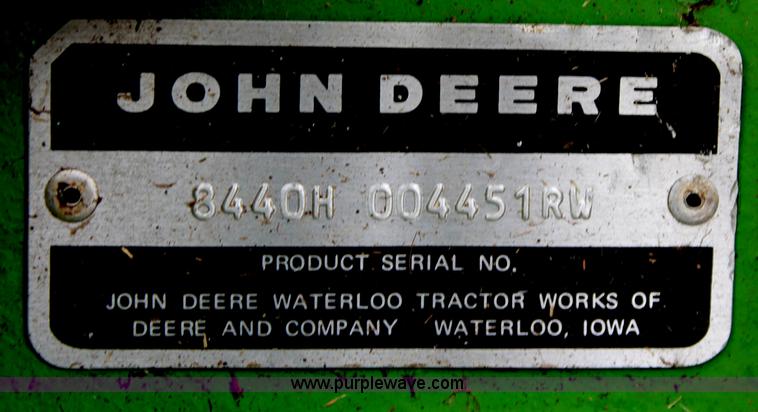 JOHN DEERE
8440H 004451RW
PRODUCT SERIAL NO.
JOHN DEERE WATERLOO TRACTOR WORKS OF
DEERE AND COMPANY WATERLOO, IOWA
www.purplewave.com